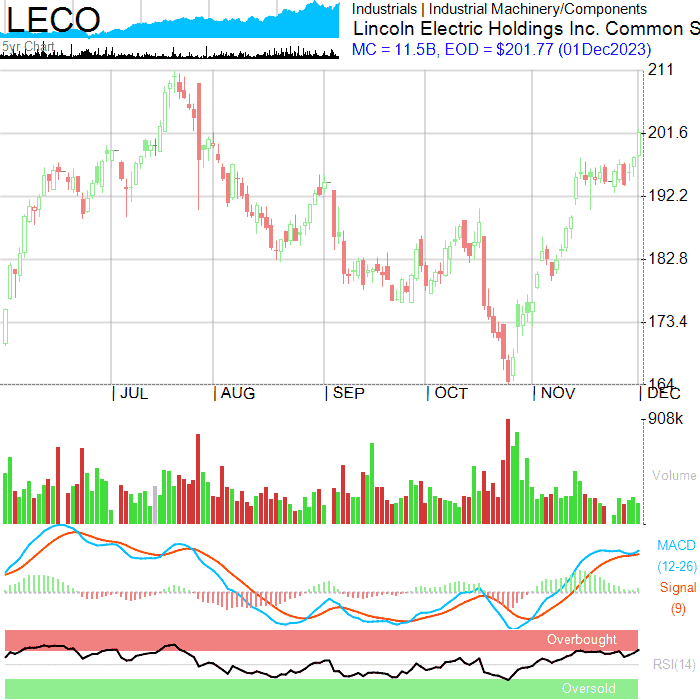 LECO
5yr Chart
Industrials | Industrial Machinery/Components
Lincoln Electric Holdings Inc. Common S
MC = 11.5B, EOD = $201.77 (01Dec2023)
211
201.6
192.2
182.8
173.4
164
JUL AUG SEP OCT NOV DEC
908k
Volume
MACD
(12-26)
Signal
(9)
Overbought
RSI(14)
Oversold